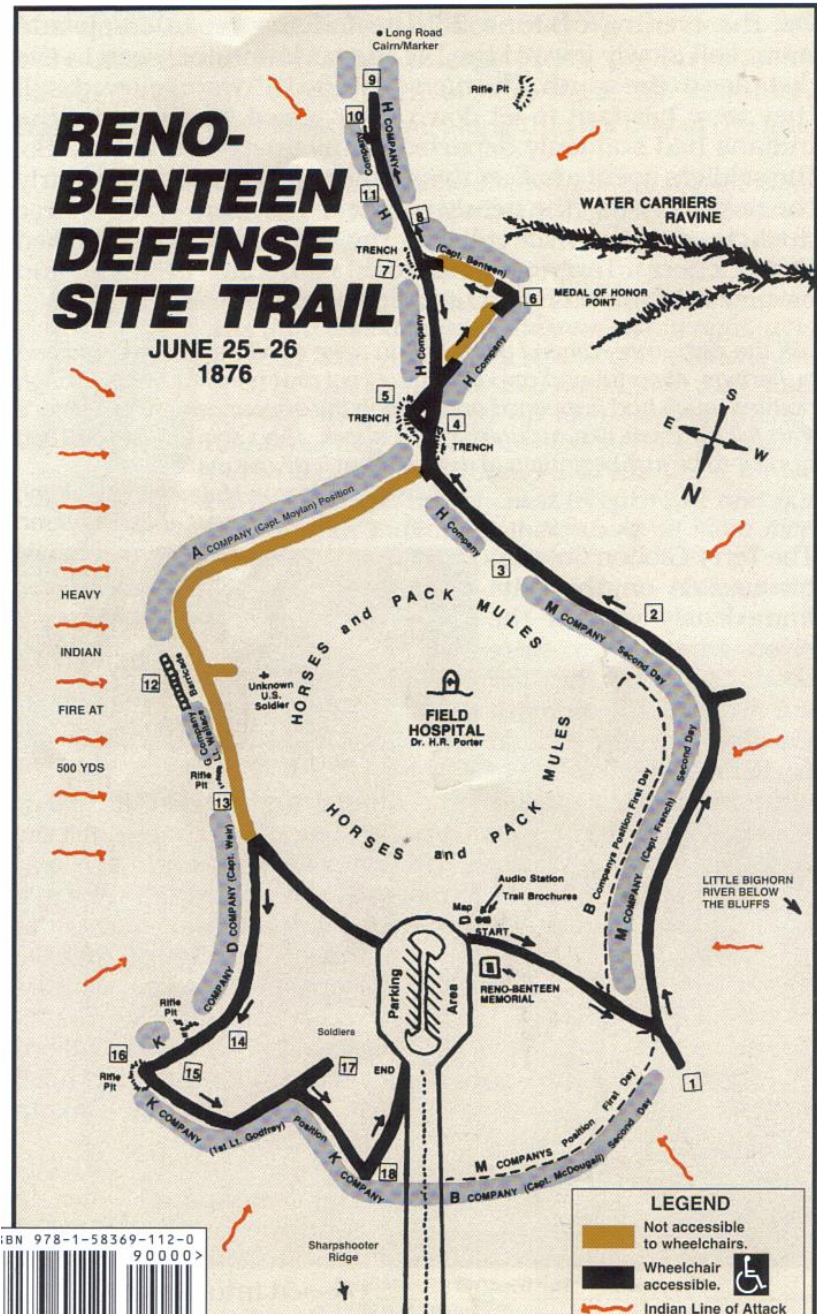 RENO-
BENTEEN
DEFENSE
SITE TRAIL
JUNE 25-26
1876
Long Road
Cairn/Marker
9
10
H COMPANY
Company
H
11
8
Rifle Pit
WATER CARRIERS
RAVINE
TRENCH
7
(Capt. Benteen)
6
MEDAL OF HONOR
POINT
H Company
H Company
5
TRENCH
4
TRENCH
S
E
W
N
A COMPANY (Capt. Moylan) Position
H Company
3
2
M COMPANY Second Day
HEAVY
INDIAN
FIRE AT
500 YDS
HORSES and PACK MULES
12
Barricade
Unknown
U.S.
Soldier
G Company
Lt. Wallace
FIELD
HOSPITAL
Dr. H.R. Porter
Rifle
Pit
13
HORSES and PACK MULES
B Companys Position First Day
M COMPANY (Capt. French) Second Day
COMPANY D COMPANY (Capt. Weir)
LITTLE BIGHORN
RIVER BELOW
THE BLUFFS
Audio Station
Map
Trail Brochures
START
Parking
Area
RENO-BENTEEN
MEMORIAL
Rifle
Pit
K
14
Soldiers
16
Rifle
Pit
15
17
END
1
K COMPANY (1st Lt. Godfrey) Position K COMPANY
18
M COMPANYS Position First Day
B COMPANY (Capt. McDougall) Second Day
Sharpshooter
Ridge
LEGEND
Not accessible
to wheelchairs.
Wheelchair
accessible.
Indian Line of Attack
SBN 978-1-58369-112-0
90000>